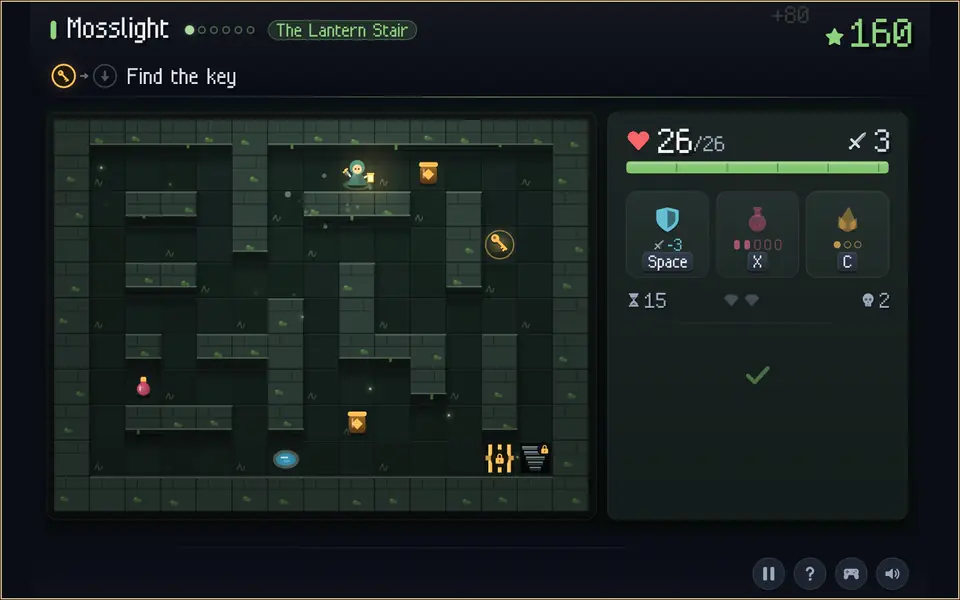 Mosslight
The Lantern Stair
+80
160
Find the key
26/26
3
-3
Space
X
C
15
2
?